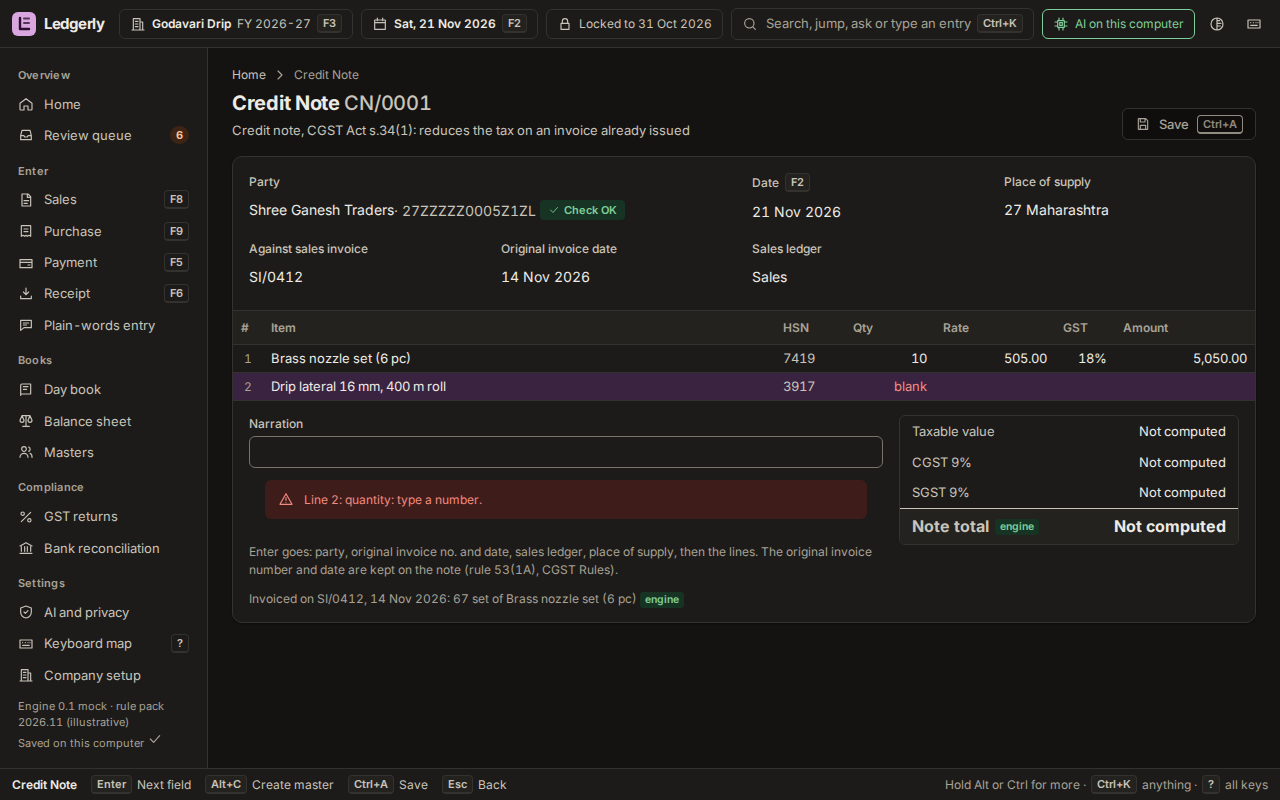 Ledgerly
Godavari Drip FY 2026-27 F3
Sat, 21 Nov 2026 F2
Locked to 31 Oct 2026
Search, jump, ask or type an entry Ctrl+K
AI on this computer
Overview
Home
Review queue 6
Enter
Sales F8
Purchase F9
Payment F5
Receipt F6
Plain-words entry
Books
Day book
Balance sheet
Masters
Compliance
GST returns
Bank reconciliation
Settings
AI and privacy
Keyboard map ?
Company setup
Engine 0.1 mock · rule pack
2026.11 (illustrative)
Saved on this computer
Home > Credit Note
Credit Note CN/0001
Credit note, CGST Act s.34(1): reduces the tax on an invoice already issued
Save Ctrl+A
Party
Shree Ganesh Traders · 27ZZZZZ0005Z1ZL Check OK
Date F2
21 Nov 2026
Place of supply
27 Maharashtra
Against sales invoice
SI/0412
Original invoice date
14 Nov 2026
Sales ledger
Sales
# Item HSN Qty Rate GST Amount
1 Brass nozzle set (6 pc) 7419 10 505.00 18% 5,050.00
2 Drip lateral 16 mm, 400 m roll 3917 blank
Narration
Line 2: quantity: type a number.
Enter goes: party, original invoice no. and date, sales ledger, place of supply, then the lines. The original invoice
number and date are kept on the note (rule 53(1A), CGST Rules).
Invoiced on SI/0412, 14 Nov 2026: 67 set of Brass nozzle set (6 pc) engine
Taxable value Not computed
CGST 9% Not computed
SGST 9% Not computed
Note total engine Not computed
Credit Note Enter Next field Alt+C Create master Ctrl+A Save Esc Back
Hold Alt or Ctrl for more · Ctrl+K anything · ? all keys